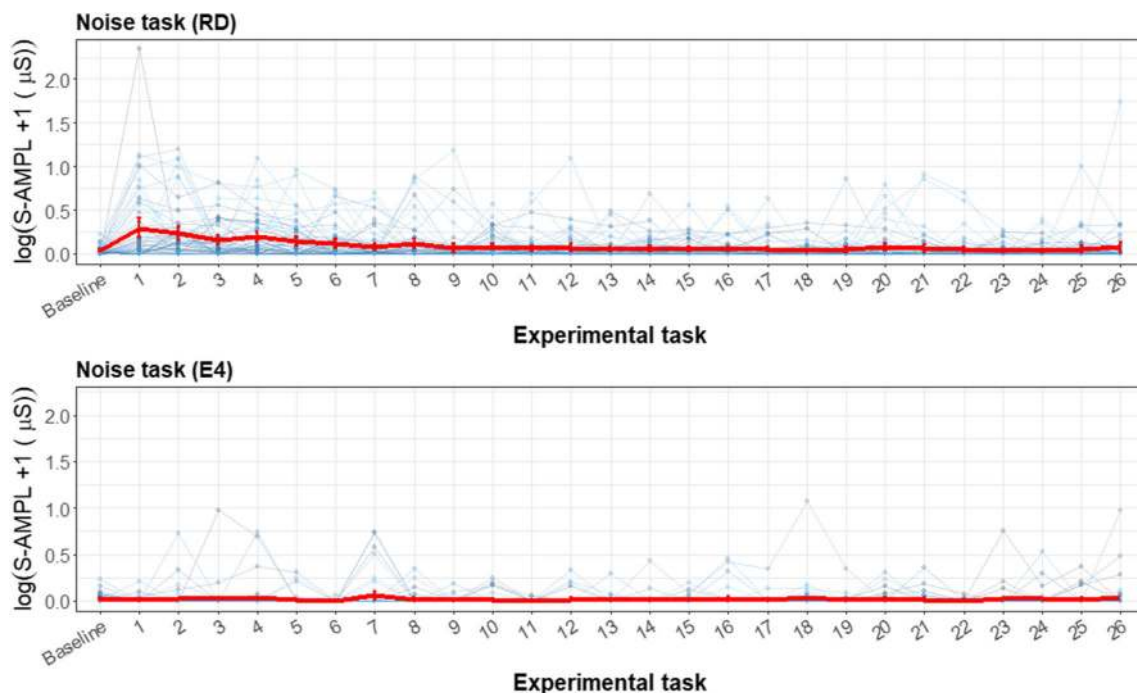 Noise task (RD)
log(S-AMPL +1 ( µS))
2.0
1.5
1.0
0.5
0.0
Baseline 1 2 3 4 5 6 7 8 9 10 11 12 13 14 15 16 17 18 19 20 21 22 23 24 25 26
Experimental task
Noise task (E4)
log(S-AMPL +1 ( µS))
2.0
1.5
1.0
0.5
0.0
Baseline 1 2 3 4 5 6 7 8 9 10 11 12 13 14 15 16 17 18 19 20 21 22 23 24 25 26
Experimental task